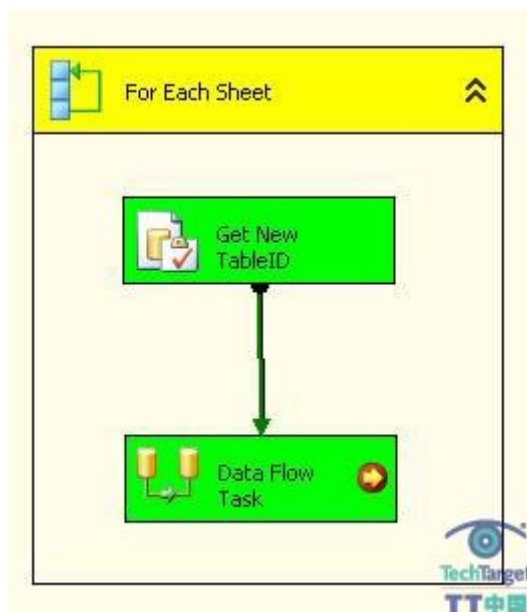 For Each Sheet
Get New
TableID
Data Flow
Task
TechTarget
TT中国